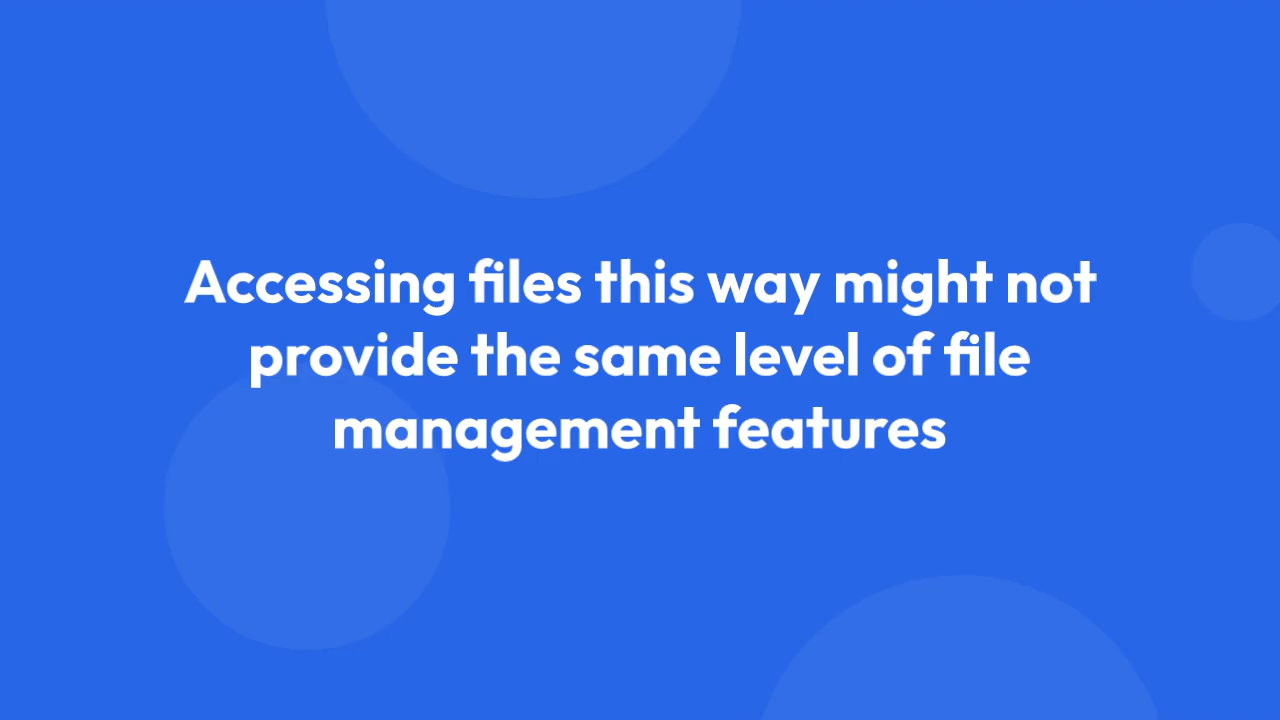 Accessing files this way might not
provide the same level of file
management features